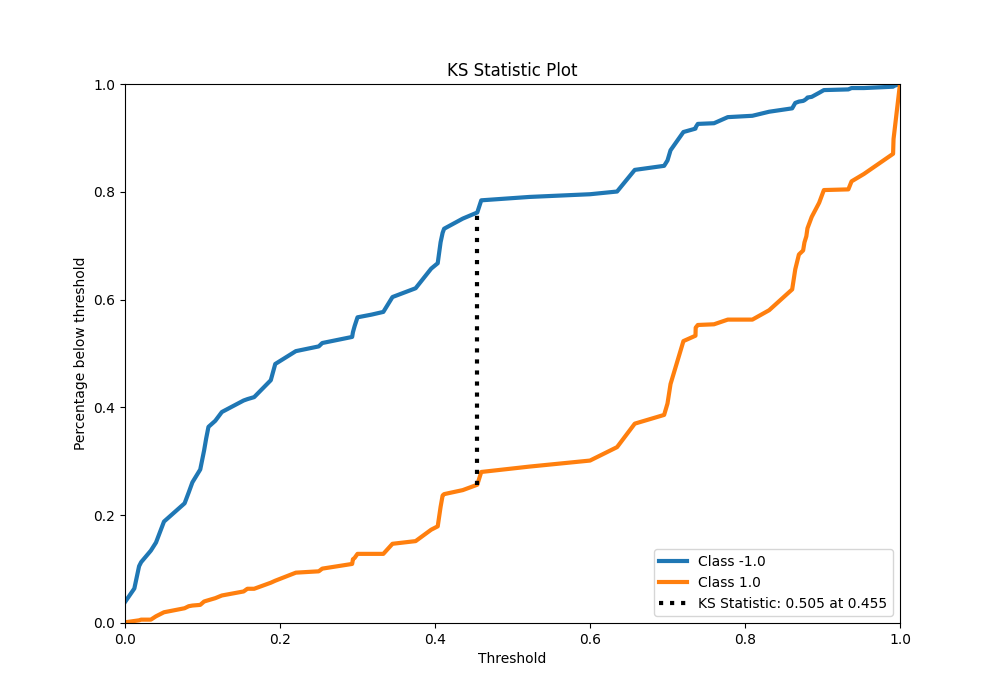 KS Statistic Plot
1.0
0.8
0.6
0.4
0.2
0.0
Percentage below threshold
0.0 0.2 0.4 0.6 0.8 1.0
Threshold
Class -1.0
Class 1.0
KS Statistic: 0.505 at 0.455